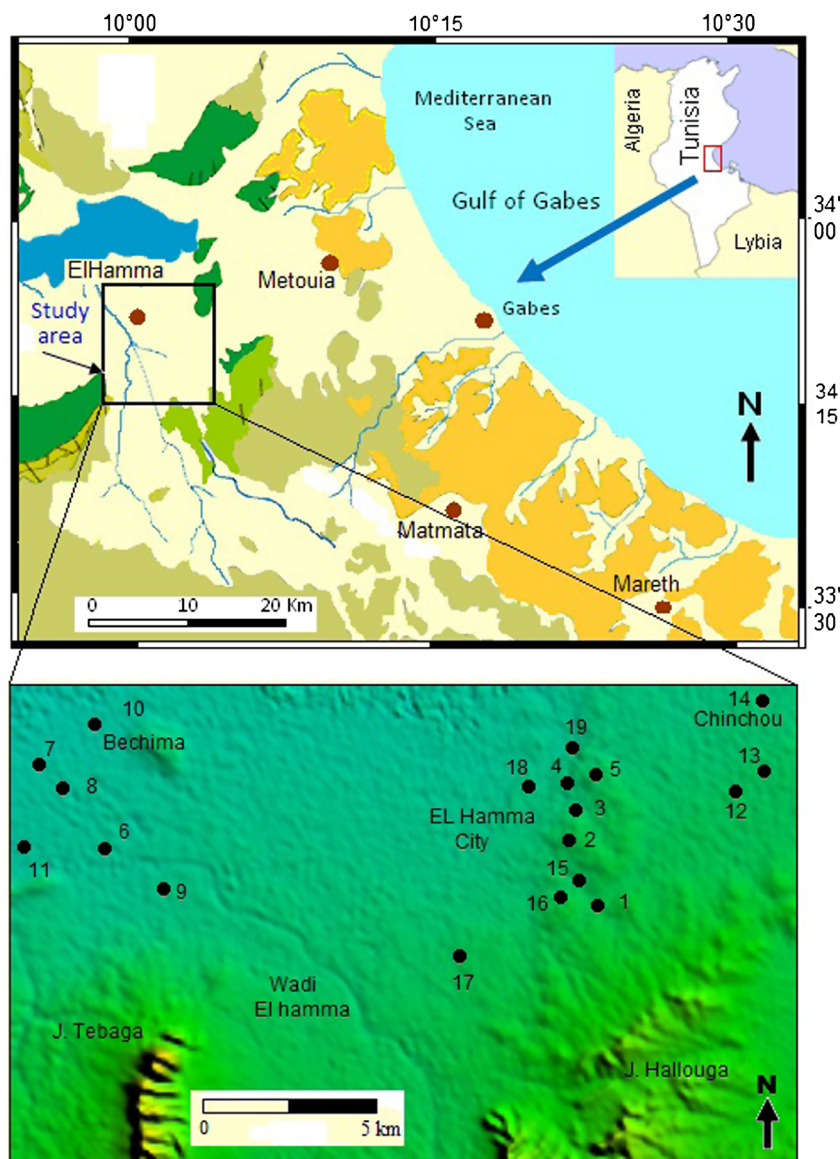 10°00
10°15
10°30
Mediterranean
Sea
Algeria
Tunisia
Lybia
34'
00
Gulf of Gabes
ElHamma
Metouia
Gabes
Study
area
34
15
N
Matmata
Mareth
33'
30
0 10 20 Km
10
Bechima
7
8
6
11
9
14
Chinchou
19
13
18
4
5
12
3
EL Hamma
City
2
15
16
1
17
Wadi
El hamma
J. Tebaga
J. Hallouga
N
0 5 km